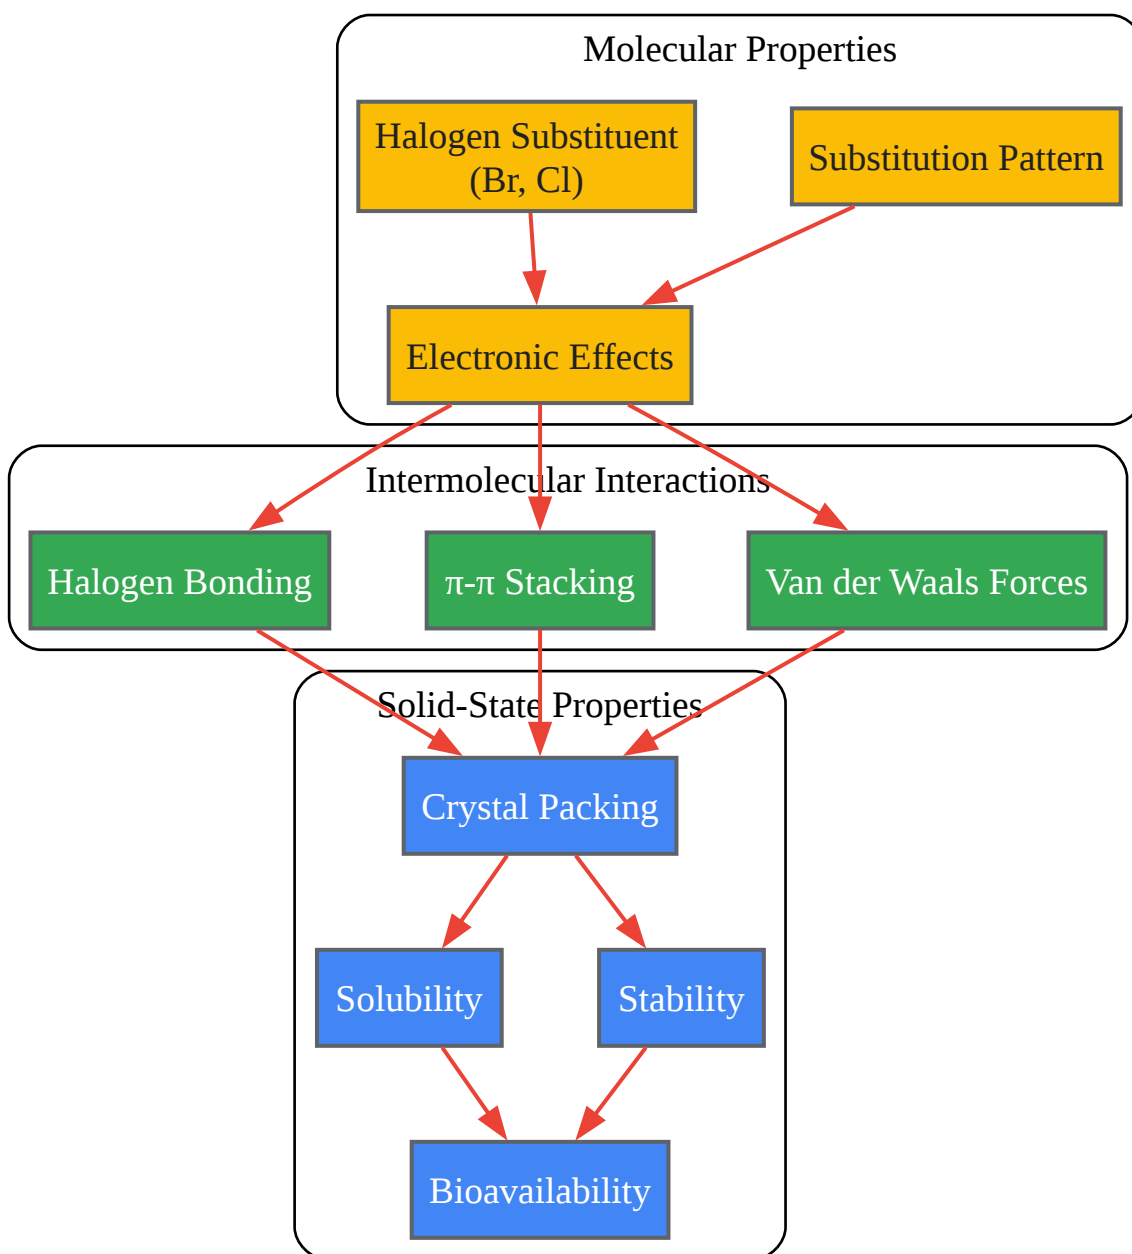 Molecular Properties
Halogen Substituent
(Br, Cl)
Substitution Pattern
Electronic Effects
Intermolecular Interactions
Halogen Bonding
π-π Stacking
Van der Waals Forces
Solid-State Properties
Crystal Packing
Solubility
Stability
Bioavailability